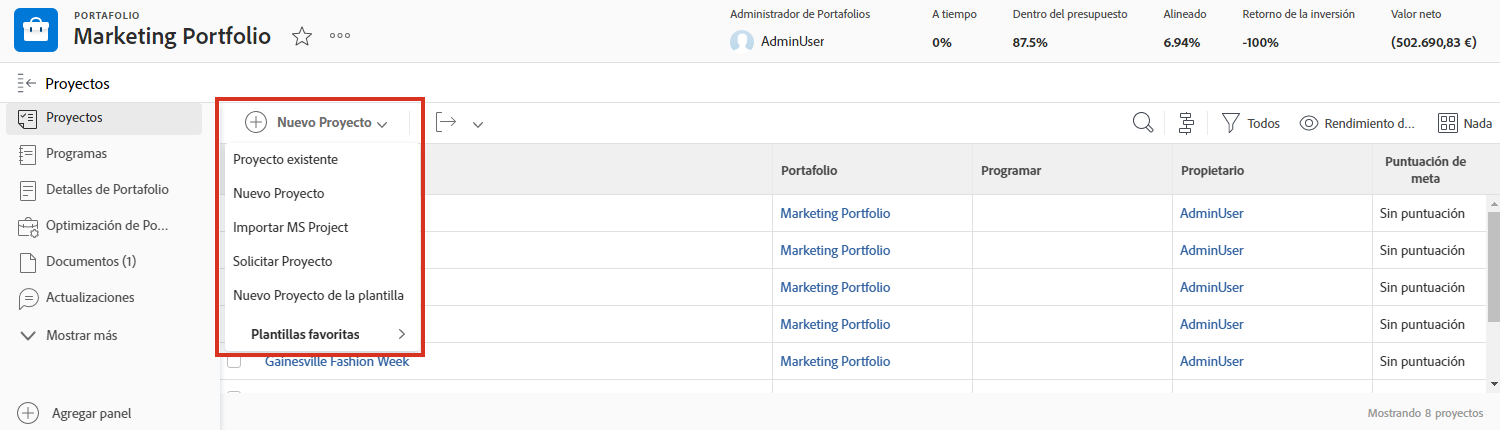 PORTAFOLIO
Marketing Portfolio
Administrador de Portafolios
AdminUser
A tiempo
0%
Dentro del presupuesto
87.5%
Alineado
6.94%
Retorno de la inversión
-100%
Valor neto
(502.690,83 €)
Proyectos
Proyectos
Programas
Detalles de Portafolio
Optimización de Po...
Documentos (1)
Actualizaciones
Mostrar más
Agregar panel
Nuevo Proyecto
Todos
Rendimiento d...
Nada
Proyecto existente
Nuevo Proyecto
Importar MS Project
Solicitar Proyecto
Nuevo Proyecto de la plantilla
Plantillas favoritas
Portafolio
Programar
Propietario
Puntuación de
meta
Marketing Portfolio
AdminUser
Sin puntuación
Marketing Portfolio
AdminUser
Sin puntuación
Marketing Portfolio
AdminUser
Sin puntuación
Marketing Portfolio
AdminUser
Sin puntuación
Gainesville Fashion Week
Marketing Portfolio
AdminUser
Sin puntuación
Mostrando 8 proyectos